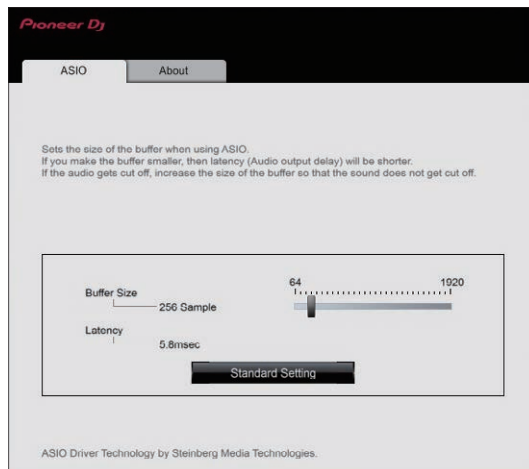 Pioneer Dj
ASIO About
Sets the size of the buffer when using ASIO.
If you make the buffer smaller, then latency (Audio output delay) will be shorter.
If the audio gets cut off, increase the size of the buffer so that the sound does not get cut off.
64 1920
Buffer Size
256 Sample
Latency
5.8msec
Standard Setting
ASIO Driver Technology by Steinberg Media Technologies.